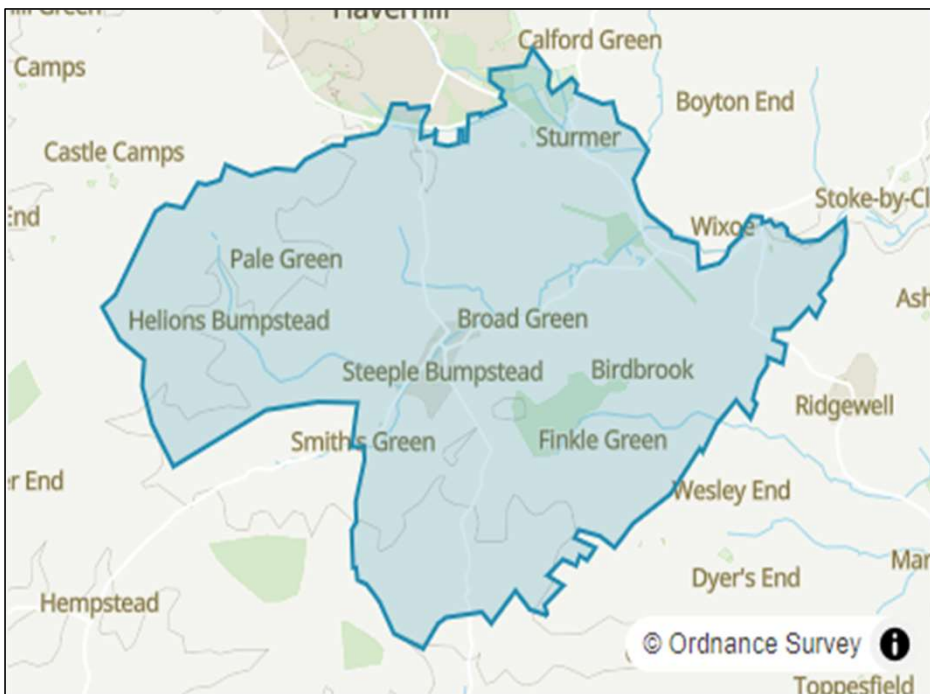 Green
Haverhill
Calford Green
Camps
Boyton End
Sturmer
Castle Camps
Stoke-by-Cl
End
Wixoe
Pale Green
Ash
Helions Bumpstead
Broad Green
Steeple Bumpstead
Birdbrook
Ridgewell
Smith's Green
Finkle Green
r End
Wesley End
Mar
Dyer's End
Hempstead
© Ordnance Survey i
Toppesfield